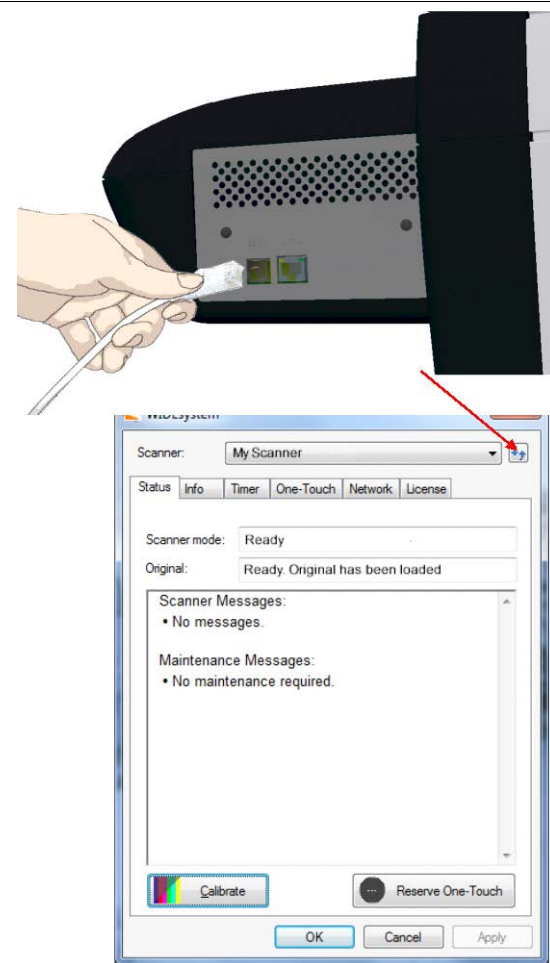 WIDEsystem
Scanner: My Scanner
Status Info Timer One-Touch Network License
Scanner mode: Ready
Original: Ready. Original has been loaded
Scanner Messages:
• No messages.
Maintenance Messages:
• No maintenance required.
Calibrate Reserve One-Touch
OK Cancel Apply